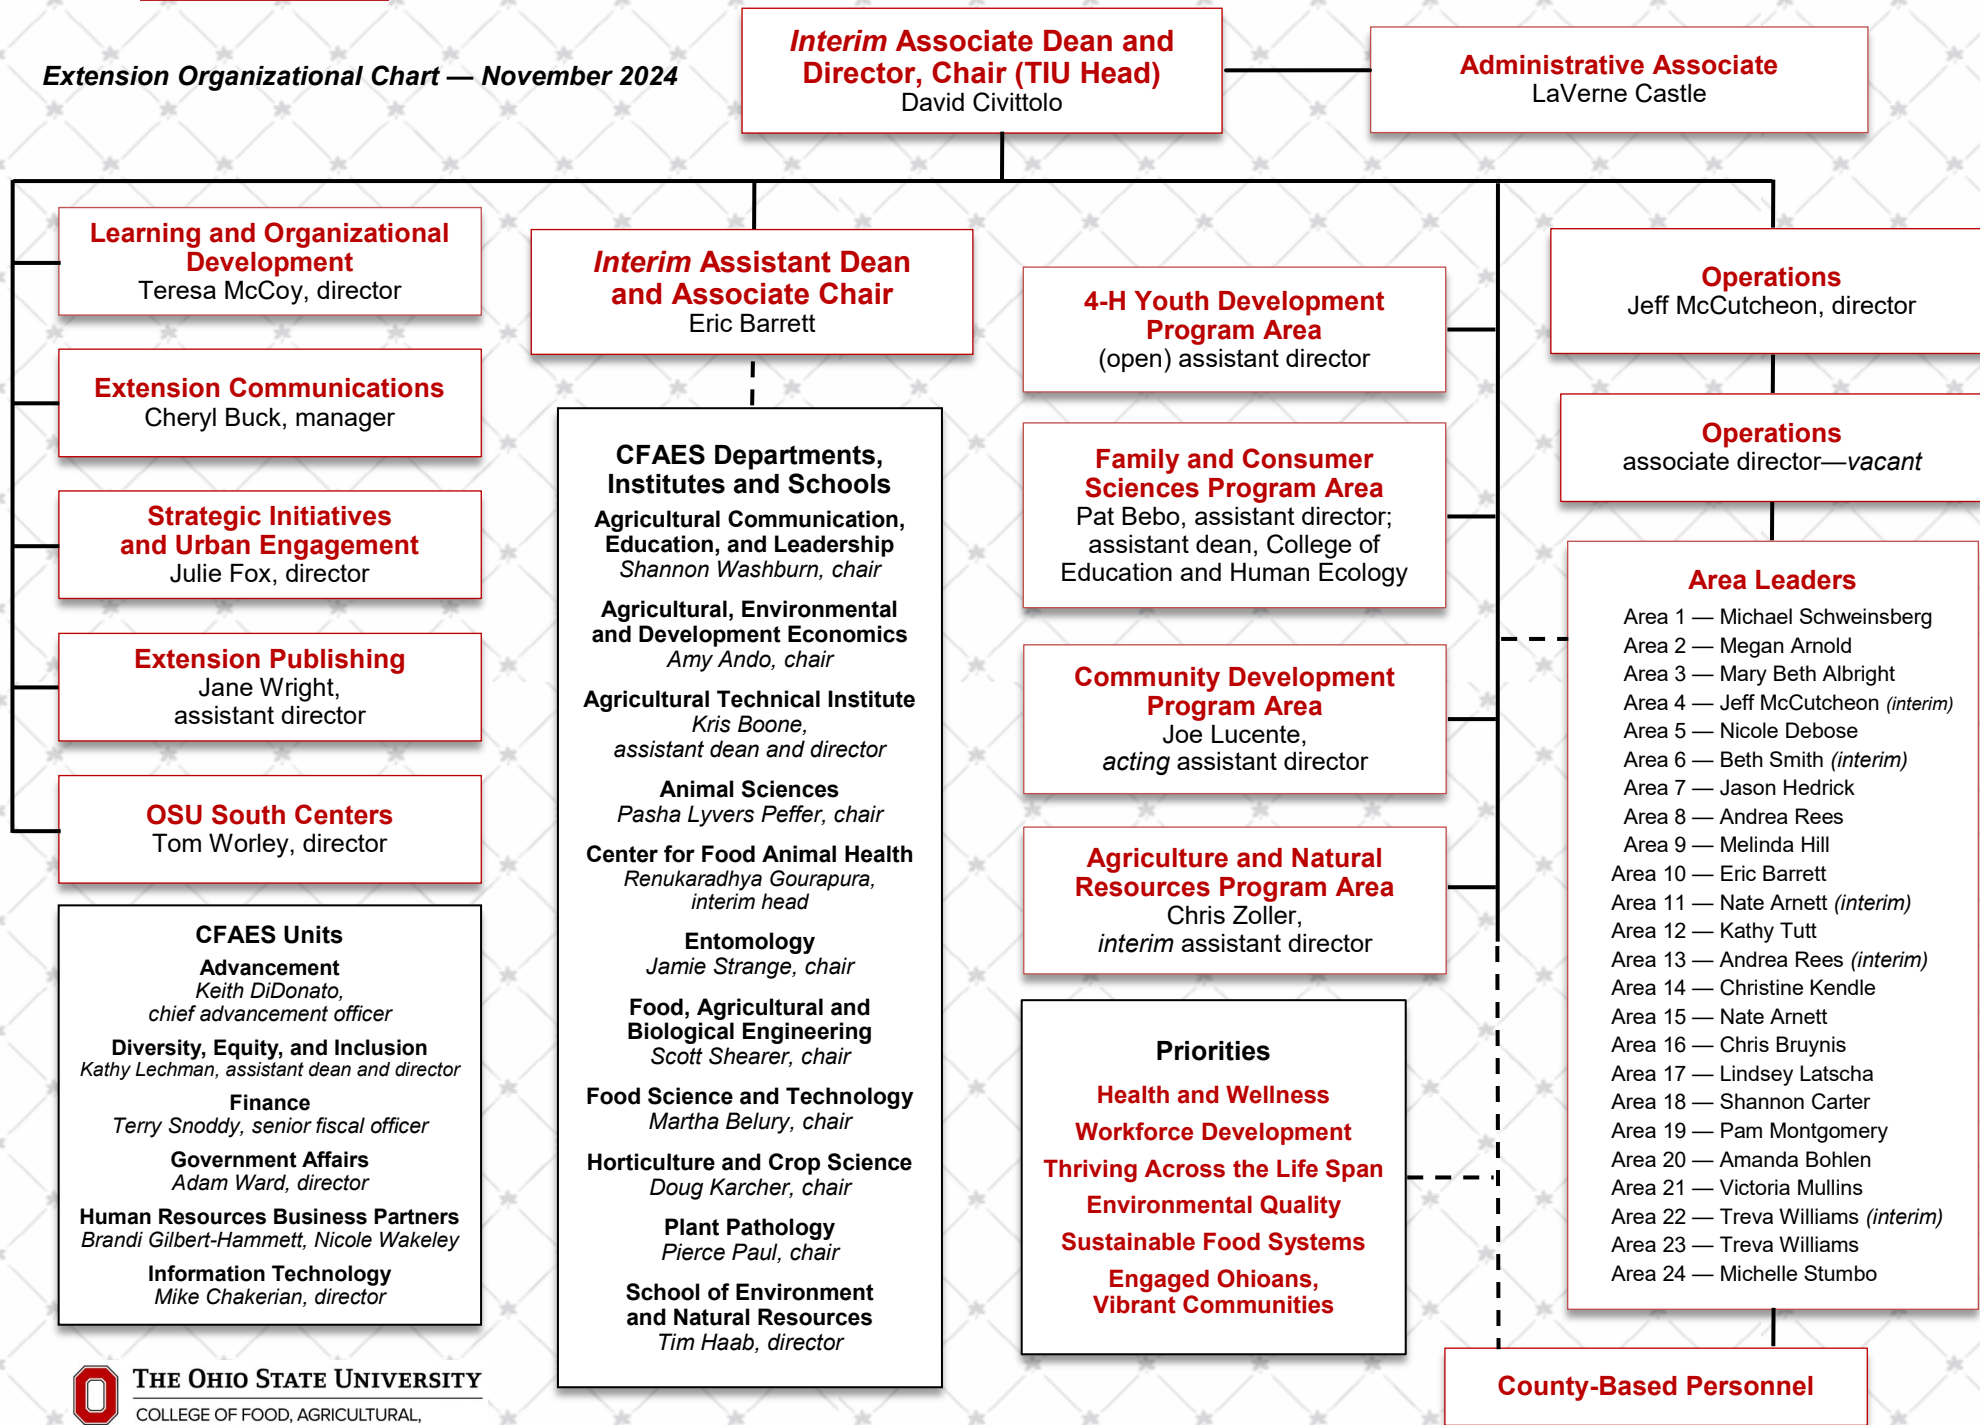 Extension Organizational Chart — November 2024
Interim Associate Dean and
Director, Chair (TIU Head)
David Civittolo
Administrative Associate
LaVerne Castle
Learning and Organizational
Development
Teresa McCoy, director
Extension Communications
Cheryl Buck, manager
Strategic Initiatives
and Urban Engagement
Julie Fox, director
Extension Publishing
Jane Wright,
assistant director
OSU South Centers
Tom Worley, director
CFAES Units
Advancement
Keith DiDonato,
chief advancement officer
Diversity, Equity, and Inclusion
Kathy Lechman, assistant dean and director
Finance
Terry Snoddy, senior fiscal officer
Government Affairs
Adam Ward, director
Human Resources Business Partners
Brandi Gilbert-Hammett, Nicole Wakeley
Information Technology
Mike Chakerian, director
Interim Assistant Dean
and Associate Chair
Eric Barrett
CFAES Departments,
Institutes and Schools
Agricultural Communication,
Education, and Leadership
Shannon Washburn, chair
Agricultural, Environmental
and Development Economics
Amy Ando, chair
Agricultural Technical Institute
Kris Boone,
assistant dean and director
Animal Sciences
Pasha Lyvers Peffer, chair
Center for Food Animal Health
Renukaradhya Gourapura,
interim head
Entomology
Jamie Strange, chair
Food, Agricultural and
Biological Engineering
Scott Shearer, chair
Food Science and Technology
Martha Belury, chair
Horticulture and Crop Science
Doug Karcher, chair
Plant Pathology
Pierce Paul, chair
School of Environment
and Natural Resources
Tim Haab, director
4-H Youth Development
Program Area
(open) assistant director
Family and Consumer
Sciences Program Area
Pat Bebo, assistant director;
assistant dean, College of
Education and Human Ecology
Community Development
Program Area
Joe Lucente,
acting assistant director
Agriculture and Natural
Resources Program Area
Chris Zoller,
interim assistant director
Priorities
Health and Wellness
Workforce Development
Thriving Across the Life Span
Environmental Quality
Sustainable Food Systems
Engaged Ohioans,
Vibrant Communities
Operations
Jeff McCutcheon, director
Operations
associate director—vacant
Area Leaders
Area 1 — Michael Schweinsberg
Area 2 — Megan Arnold
Area 3 — Mary Beth Albright
Area 4 — Jeff McCutcheon (interim)
Area 5 — Nicole Debose
Area 6 — Beth Smith (interim)
Area 7 — Jason Hedrick
Area 8 — Andrea Rees
Area 9 — Melinda Hill
Area 10 — Eric Barrett
Area 11 — Nate Arnett (interim)
Area 12 — Kathy Tutt
Area 13 — Andrea Rees (interim)
Area 14 — Christine Kendle
Area 15 — Nate Arnett
Area 16 — Chris Bruynis
Area 17 — Lindsey Latscha
Area 18 — Shannon Carter
Area 19 — Pam Montgomery
Area 20 — Amanda Bohlen
Area 21 — Victoria Mullins
Area 22 — Treva Williams (interim)
Area 23 — Treva Williams
Area 24 — Michelle Stumbo
County-Based Personnel
THE OHIO STATE UNIVERSITY
COLLEGE OF FOOD, AGRICULTURAL,